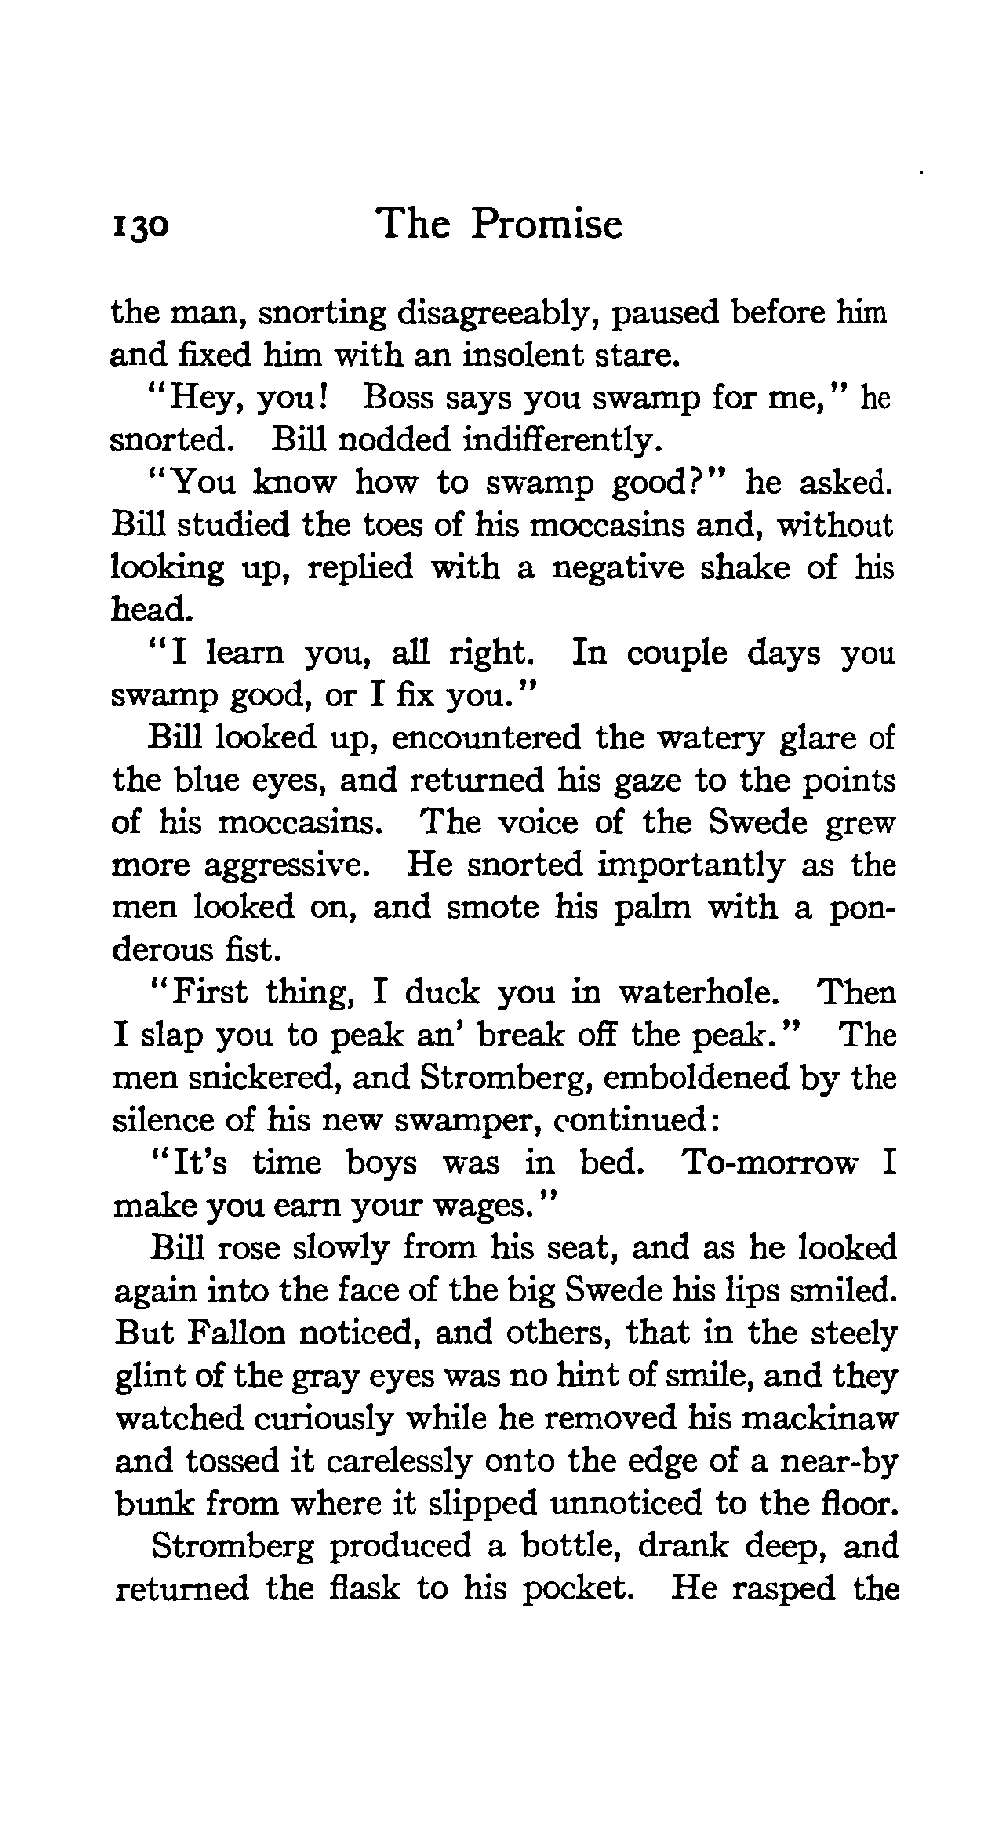 130 The Promise
the man, snorting disagreeably, paused before him
and fixed him with an insolent stare.
"Hey, you! Boss says you swamp for me," he
snorted. Bill nodded indifferently.
"You know how to swamp good?" he asked.
Bill studied the toes of his moccasins and, without
looking up, replied with a negative shake of his
head.
"I learn you, all right. In couple days you
swamp good, or I fix you."
Bill looked up, encountered the watery glare of
the blue eyes, and returned his gaze to the points
of his moccasins. The voice of the Swede grew
more aggressive. He snorted importantly as the
men looked on, and smote his palm with a pon-
derous fist.
"First thing, I duck you in waterhole. Then
I slap you to peak an' break off the peak." The
men snickered, and Stromberg, emboldened by the
silence of his new swamper, continued:
"It's time boys was in bed. To-morrow I
make you earn your wages."
Bill rose slowly from his seat, and as he looked
again into the face of the big Swede his lips smiled.
But Fallon noticed, and others, that in the steely
glint of the gray eyes was no hint of smile, and they
watched curiously while he removed his mackinaw
and tossed it carelessly onto the edge of a near-by
bunk from where it slipped unnoticed to the floor.
Stromberg produced a bottle, drank deep, and
returned the flask to his pocket. He rasped the